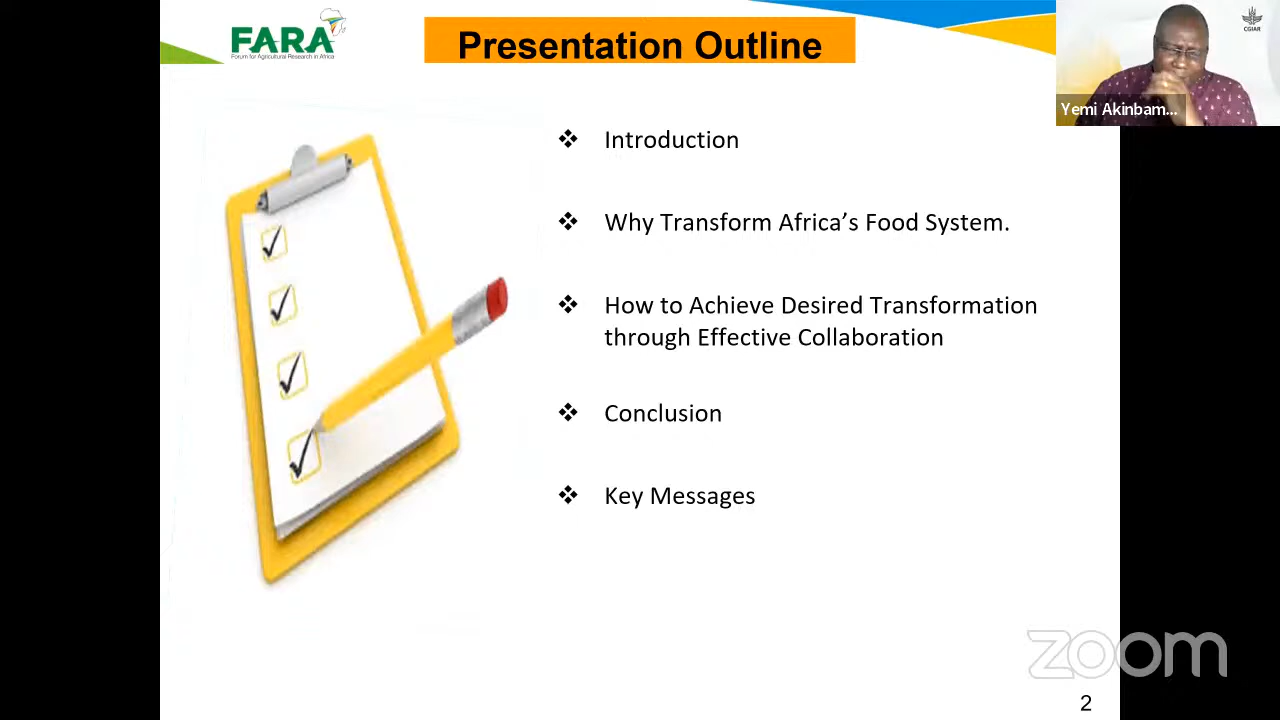 FARA
Forum for Agricultural Research in Africa
Presentation Outline
CGIAR
Yemi Akinbam...
❖ Introduction
❖ Why Transform Africa’s Food System.
❖ How to Achieve Desired Transformation
through Effective Collaboration
❖ Conclusion
❖ Key Messages
zoom
2